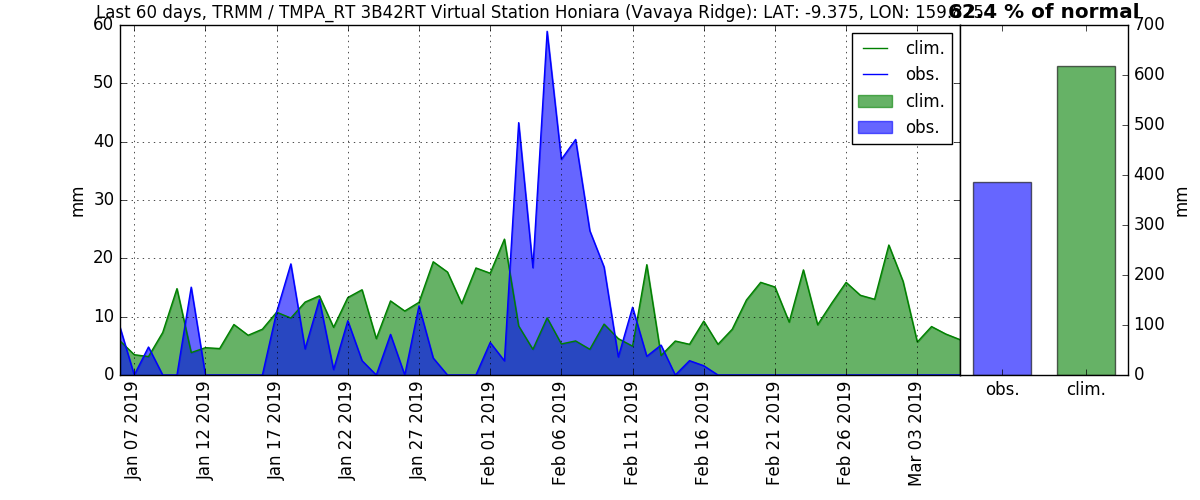 Last 60 days, TRMM / TMPA_RT 3B42RT Virtual Station Honiara (Vavaya Ridge): LAT: -9.375, LON: 159.
62.4 % of normal
60
50
40
30
20
10
0
mm
clim.
obs.
clim.
obs.
Jan 07 2019
Jan 12 2019
Jan 17 2019
Jan 22 2019
Jan 27 2019
Feb 01 2019
Feb 06 2019
Feb 11 2019
Feb 16 2019
Feb 21 2019
Feb 26 2019
Mar 03 2019
700
600
500
400
300
200
100
0
mm
obs.
clim.